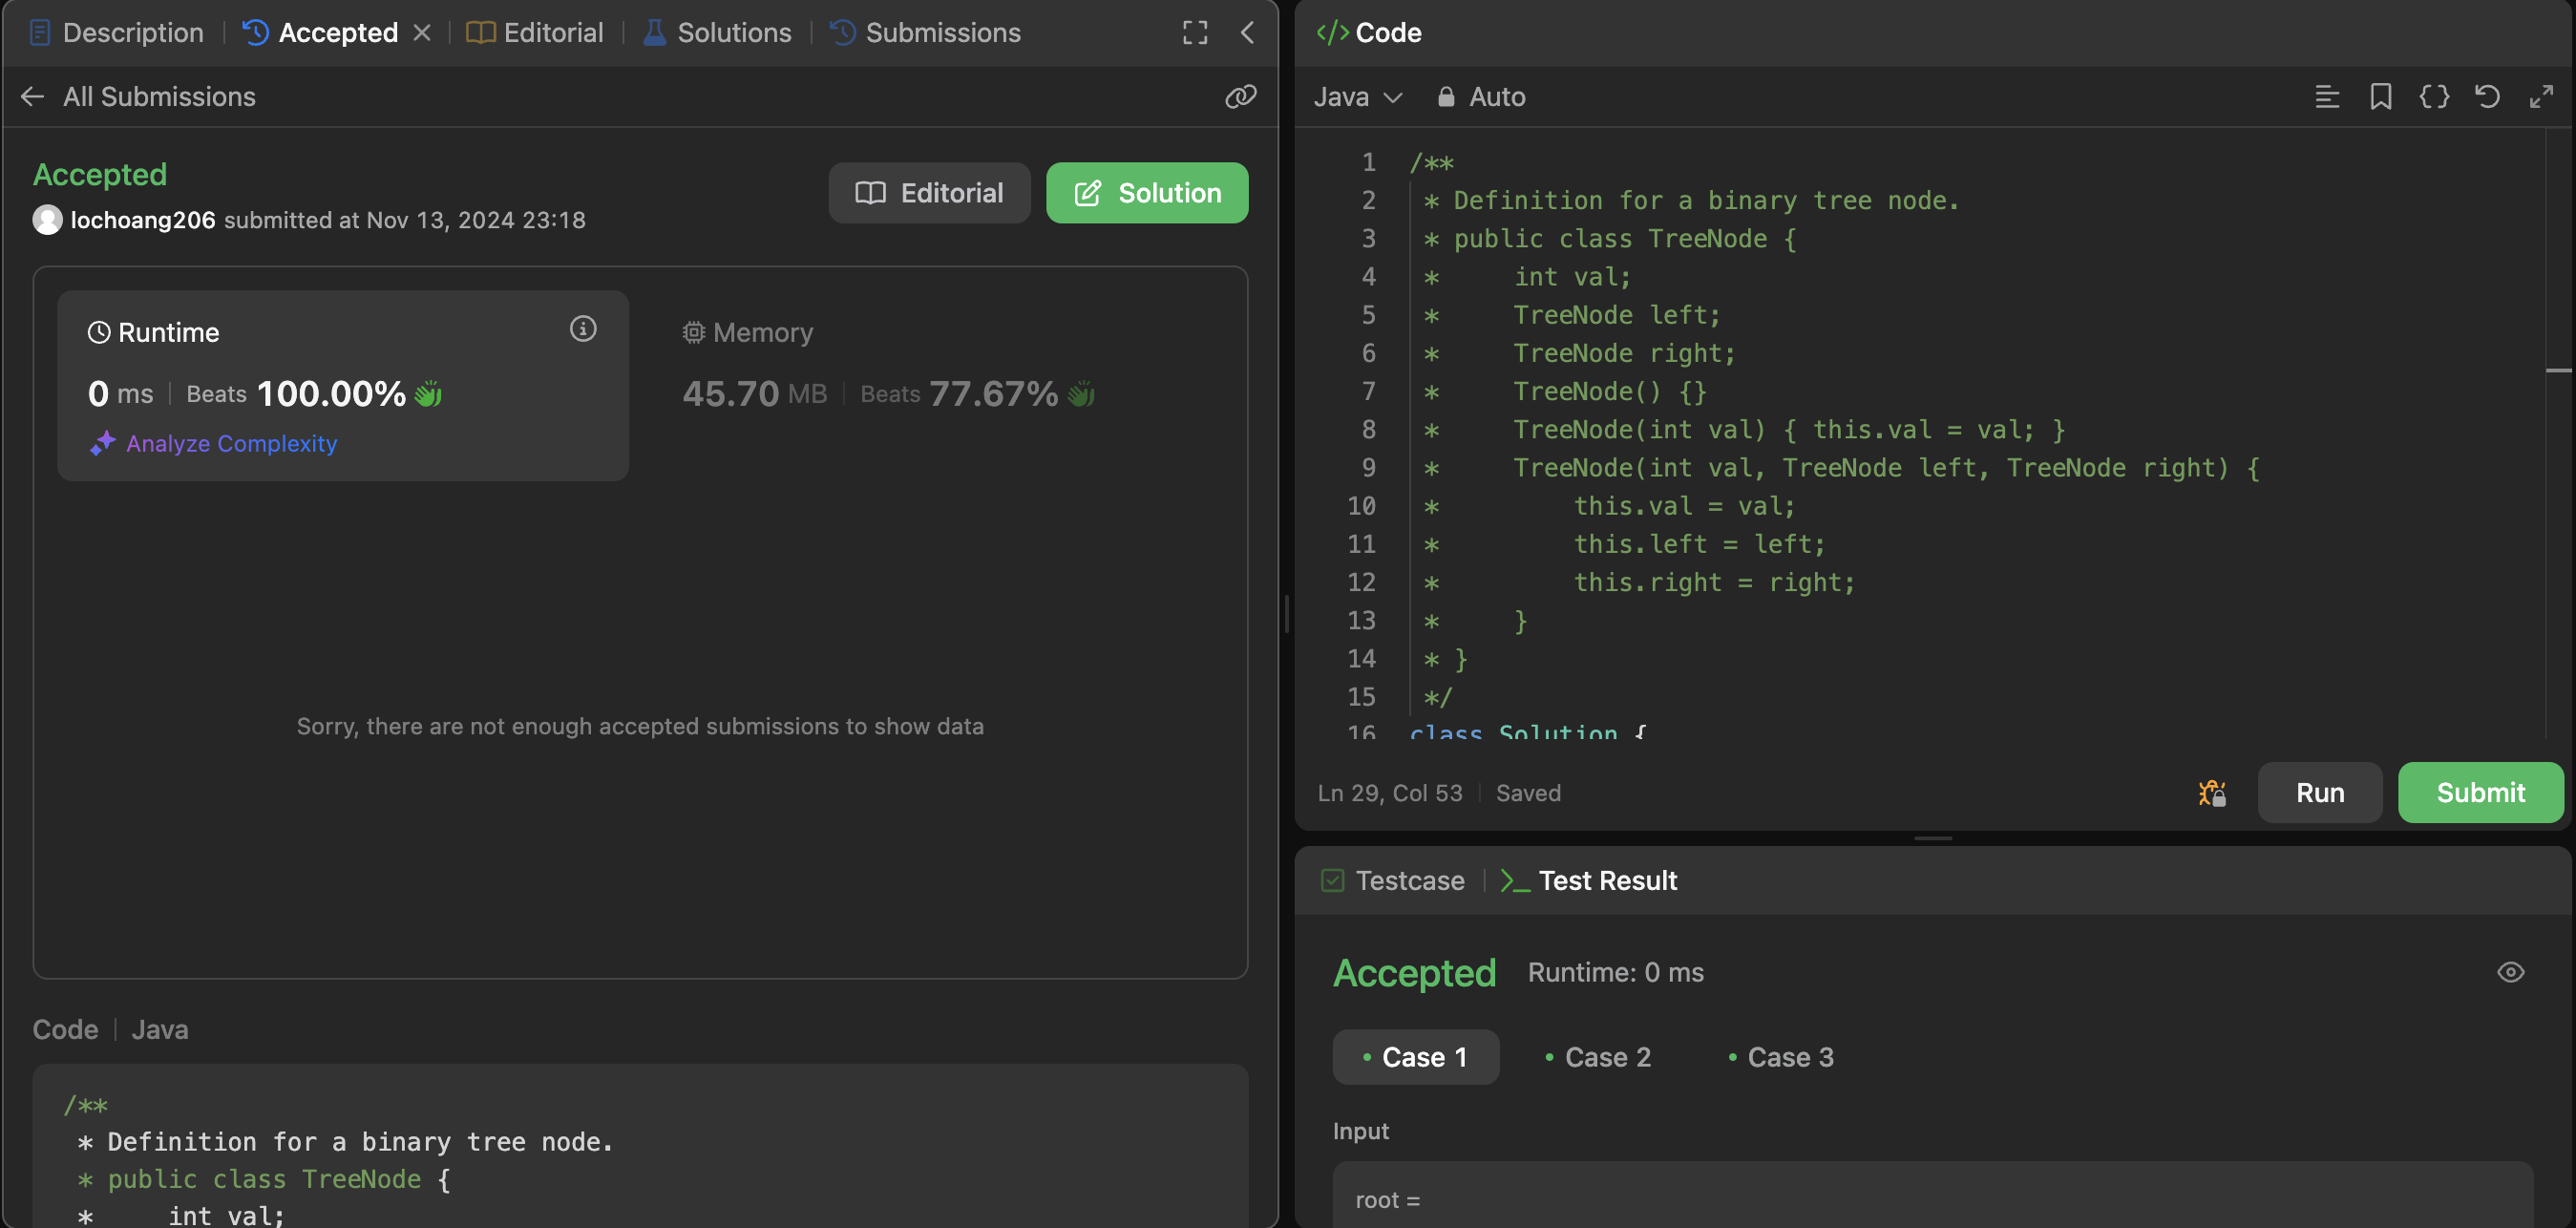 Description | Accepted | Editorial | Solutions | Submissions
All Submissions
Accepted
lochoang206 submitted at Nov 13, 2024 23:18
Editorial
Solution
Runtime
0 ms | Beats 100.00%
Analyze Complexity
Memory
45.70 MB | Beats 77.67%
Sorry, there are not enough accepted submissions to show data
Code | Java
/**
 * Definition for a binary tree node.
 * public class TreeNode {
 *     int val;
</> Code
Java Auto
1 /**
2  * Definition for a binary tree node.
3  * public class TreeNode {
4  *     int val;
5  *     TreeNode left;
6  *     TreeNode right;
7  *     TreeNode() {}
8  *     TreeNode(int val) { this.val = val; }
9  *     TreeNode(int val, TreeNode left, TreeNode right) {
10  *         this.val = val;
11  *         this.left = left;
12  *         this.right = right;
13  *     }
14  * }
15  */
16 class Solution {
Ln 29, Col 53 | Saved
Run
Submit
Testcase | >_ Test Result
Accepted Runtime: 0 ms
• Case 1 • Case 2 • Case 3
Input
root =